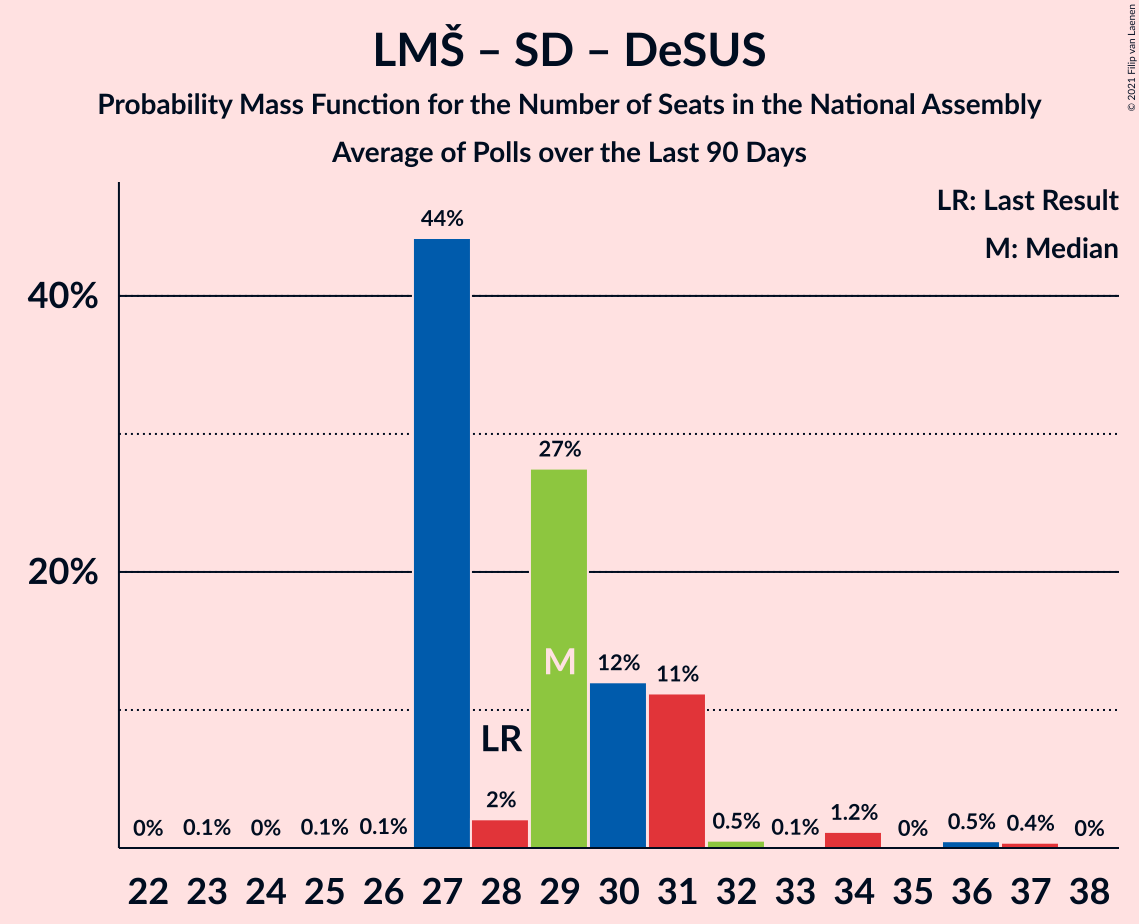 LMŠ – SD – DeSUS
Probability Mass Function for the Number of Seats in the National Assembly
Average of Polls over the Last 90 Days
© 2021 Filip van Laenen
LR: Last Result
M: Median
40%
20%
0% 0.1% 0% 0.1% 0.1% 44% 2% 27% 12% 11% 0.5% 0.1% 1.2% 0% 0.5% 0.4% 0%
LR
M
22 23 24 25 26 27 28 29 30 31 32 33 34 35 36 37 38